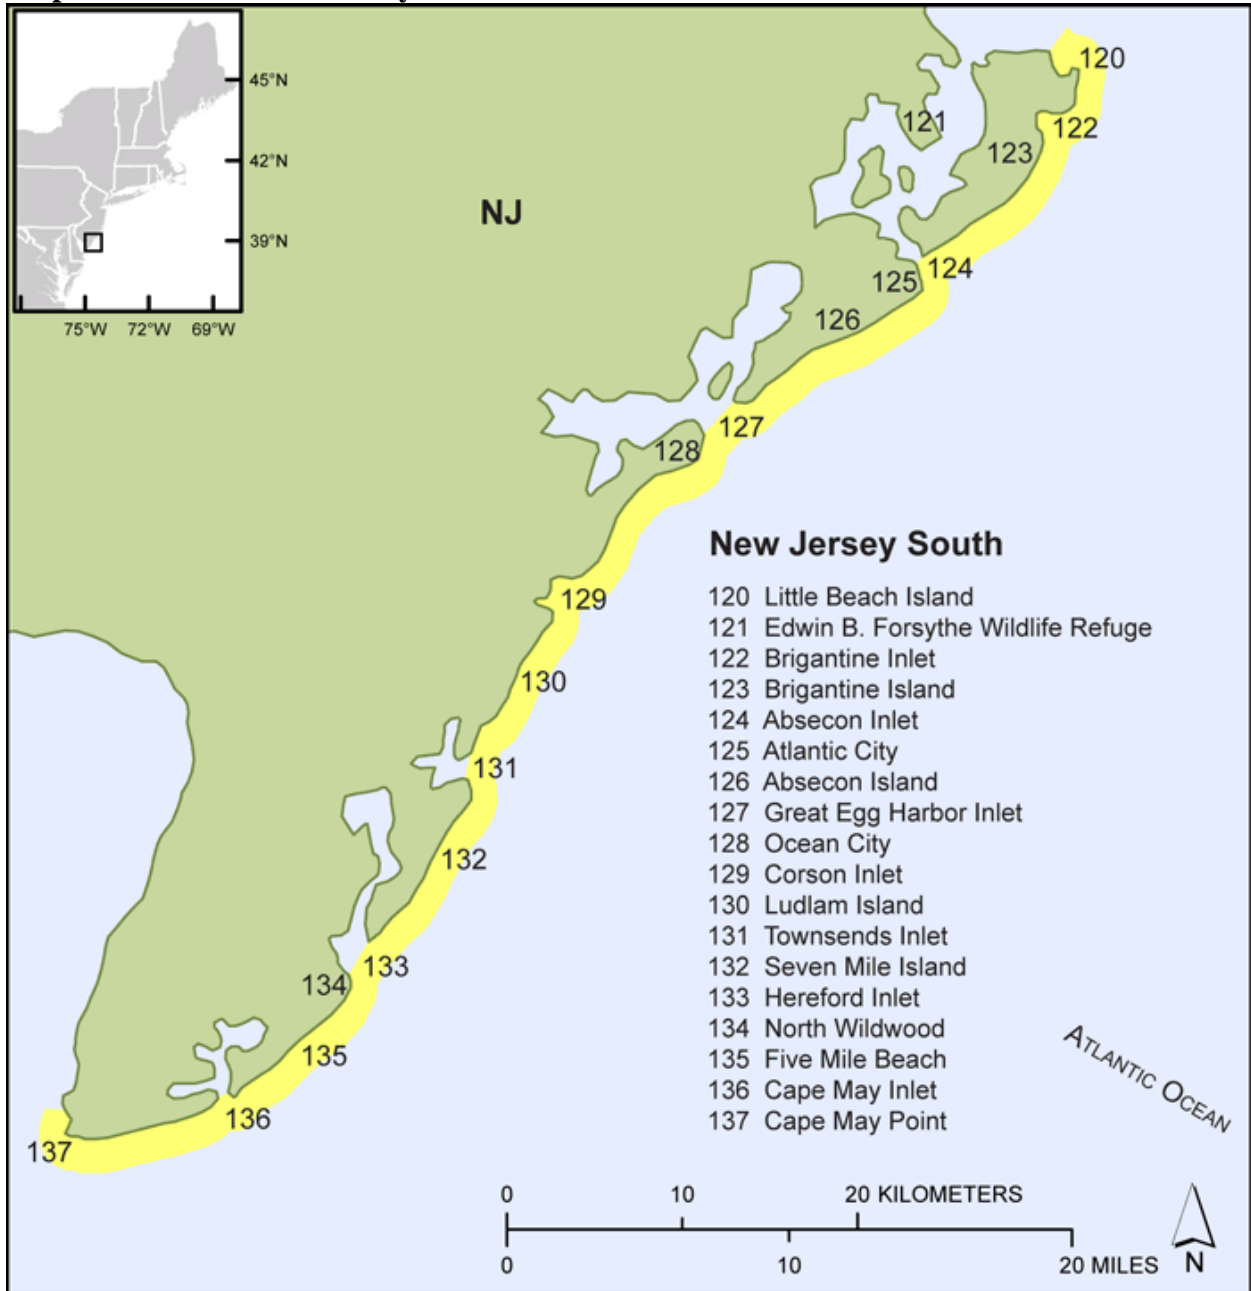 45°N
42°N
39°N
75°W 72°W 69°W
NJ
120
121
122
123
124
125
126
127
128
129
130
131
132
133
134
135
136
137
New Jersey South
120 Little Beach Island
121 Edwin B. Forsythe Wildlife Refuge
122 Brigantine Inlet
123 Brigantine Island
124 Absecon Inlet
125 Atlantic City
126 Absecon Island
127 Great Egg Harbor Inlet
128 Ocean City
129 Corson Inlet
130 Ludlam Island
131 Townsends Inlet
132 Seven Mile Island
133 Hereford Inlet
134 North Wildwood
135 Five Mile Beach
136 Cape May Inlet
137 Cape May Point
ATLANTIC OCEAN
0 10 20 KILOMETERS
0 10 20 MILES
N